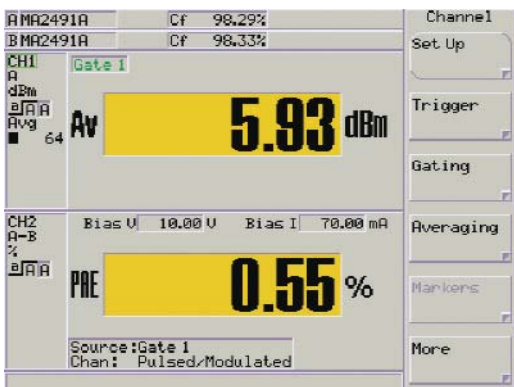 A MA2491A Cf 98.29%
B MA2491A Cf 98.33%
CH1
A
dBm
Avg
64
Gate 1
Av 5.93 dBm
CH2
A-B
%
Bias V 10.00 V Bias I 70.00 mA
PAE 0.55 %
Source:Gate 1
Chan: Pulsed/Modulated
Channel
Set Up
Trigger
Gating
Averaging
Markers
More